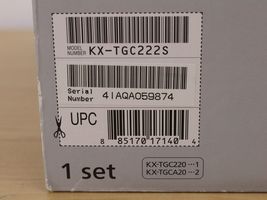 MODEL NUMBER KX-TGC222S
Serial Number 4IAQA059874
UPC
8 85170 17140 4
1 set
KX-TGC220 ··· 1
KX-TGCA20 ··· 2